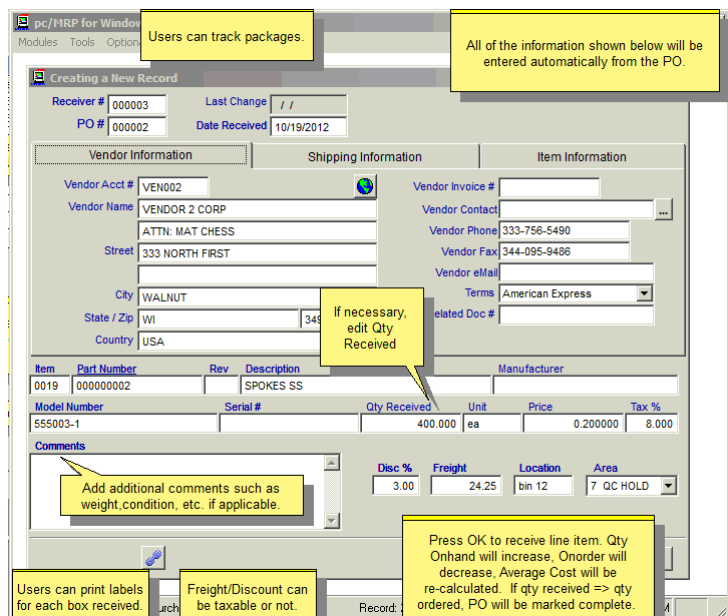 pc/MRP for Window
Users can track packages.
Modules Tools Option
All of the information shown below will be
entered automatically from the PO.
Creating a New Record
Receiver # 000003 Last Change / /
PO # 000002 Date Received 10/19/2012
Vendor Information Shipping Information Item Information
Vendor Acct # VEN002 Vendor Invoice #
Vendor Name VENDOR 2 CORP Vendor Contact ...
ATTN: MAT CHESS Vendor Phone 333-756-5490
Street 333 NORTH FIRST Vendor Fax 344-095-9486
Vendor eMail
City WALNUT Terms American Express
State / Zip WI 349 elated Doc #
Country USA
If necessary,
edit Qty
Received
Item Part Number Rev Description Manufacturer
0019 000000002 SPOKES SS
Model Number Serial # Qty Received Unit Price Tax %
555003-1 400.000 ea 0.200000 8.000
Comments
Disc % Freight Location Area
3.00 24.25 bin 12 7 QC HOLD
Add additional comments such as
weight,condition, etc. if applicable.
Press OK to receive line item. Qty
Onhand will increase, Onorder will
decrease, Average Cost will be
re-calculated. If qty received => qty
ordered, PO will be marked complete.
Users can print labels
for each box received.
Freight/Discount can
be taxable or not.
Record: